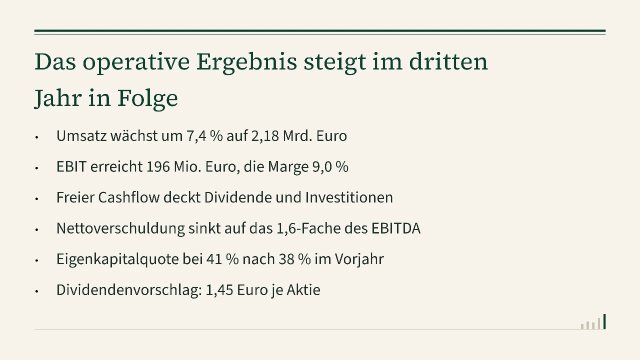 Das operative Ergebnis steigt im dritten
Jahr in Folge
• Umsatz wächst um 7,4 % auf 2,18 Mrd. Euro
• EBIT erreicht 196 Mio. Euro, die Marge 9,0 %
• Freier Cashflow deckt Dividende und Investitionen
• Nettoverschuldung sinkt auf das 1,6-Fache des EBITDA
• Eigenkapitalquote bei 41 % nach 38 % im Vorjahr
• Dividendenvorschlag: 1,45 Euro je Aktie